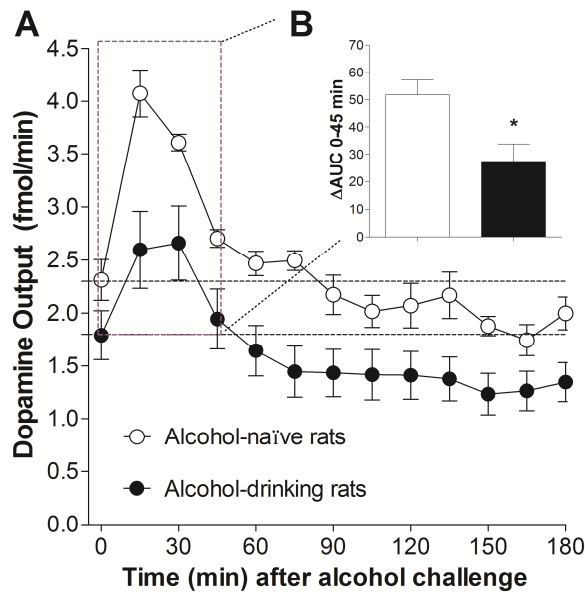 A
B
Dopamine Output (fmol/min)
4.5
4.0
3.5
3.0
2.5
2.0
1.5
1.0
0.5
0.0
ΔAUC 0-45 min
70
60
50
40
30
20
10
0
*
Alcohol-naïve rats
Alcohol-drinking rats
0 30 60 90 120 150 180
Time (min) after alcohol challenge